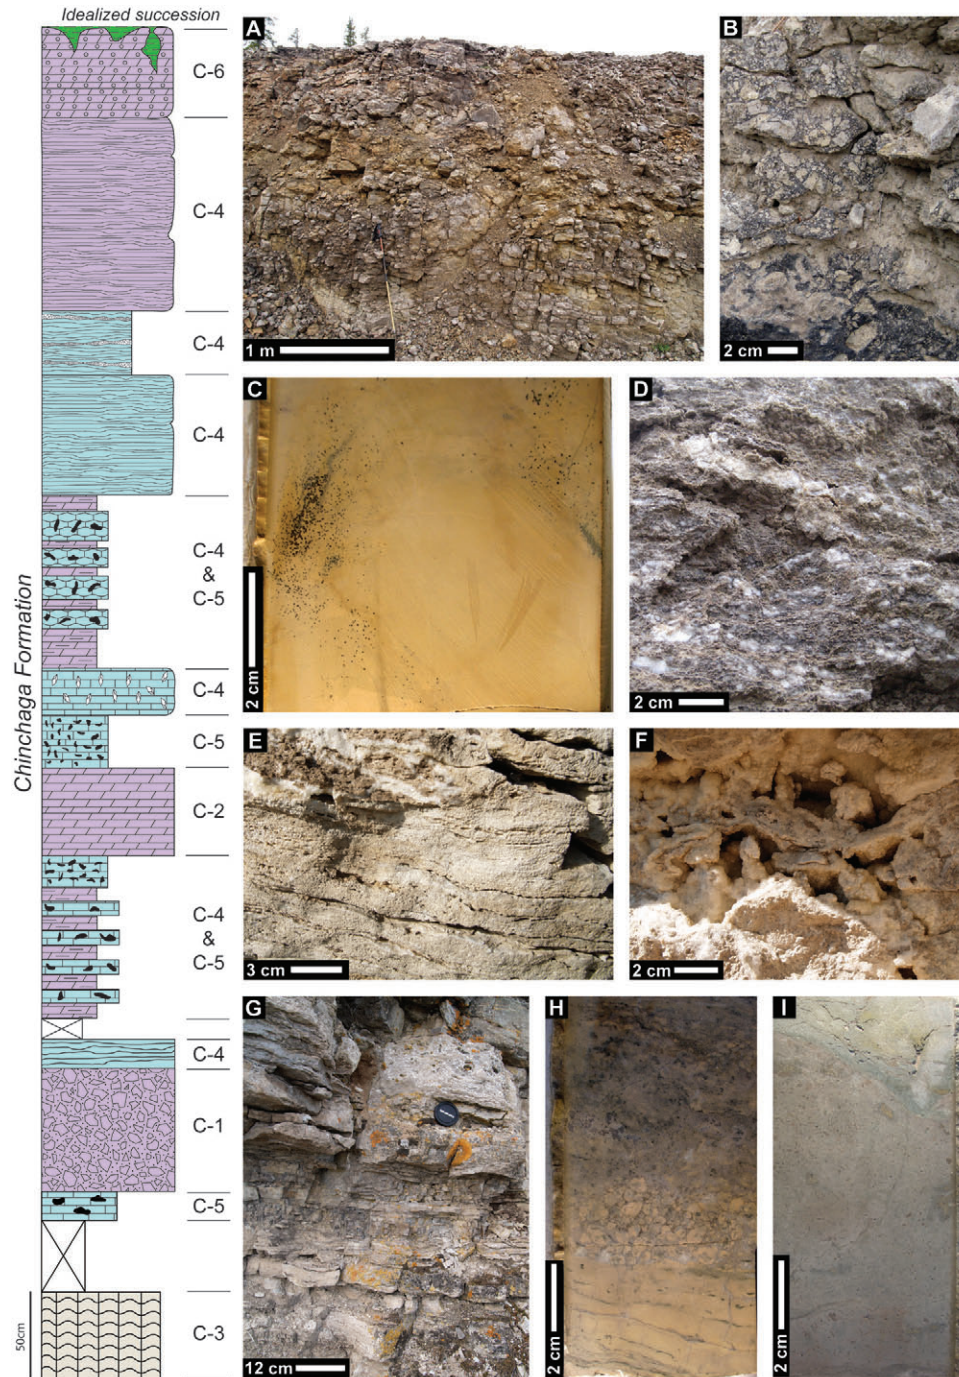 Idealized succession
Chinchaga Formation
C-6
C-4
C-4
C-4
C-4
&
C-5
C-4
C-5
C-2
C-4
&
C-5
C-4
C-1
C-5
C-3
50cm
A
1 m
B
2 cm
C
2 cm
D
2 cm
E
3 cm
F
2 cm
G
12 cm
H
2 cm
I
2 cm